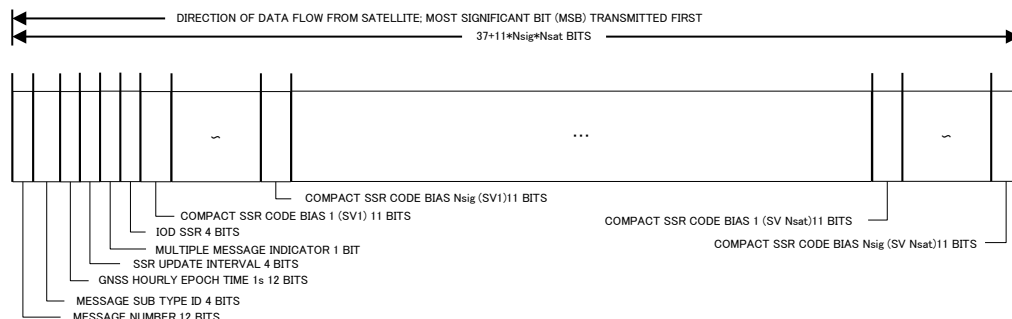 DIRECTION OF DATA FLOW FROM SATELLITE; MOST SIGNIFICANT BIT (MSB) TRANSMITTED FIRST
37+11*Nsig*Nsat BITS
∽ … ∽
COMPACT SSR CODE BIAS Nsig (SV1)11 BITS
COMPACT SSR CODE BIAS 1 (SV1) 11 BITS
COMPACT SSR CODE BIAS 1 (SV Nsat)11 BITS
IOD SSR 4 BITS
COMPACT SSR CODE BIAS Nsig (SV Nsat)11 BITS
MULTIPLE MESSAGE INDICATOR 1 BIT
SSR UPDATE INTERVAL 4 BITS
GNSS HOURLY EPOCH TIME 1s 12 BITS
MESSAGE SUB TYPE ID 4 BITS
MESSAGE NUMBER 12 BITS